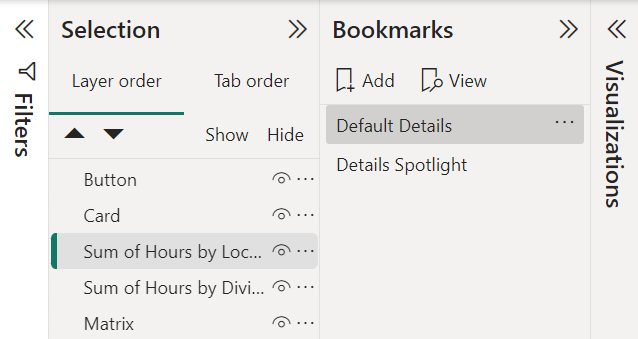 Filters
Selection
Layer order
Tab order
Show
Hide
Button
Card
Sum of Hours by Loc...
Sum of Hours by Divi...
Matrix
Bookmarks
Add
View
Default Details
Details Spotlight
Visualizations